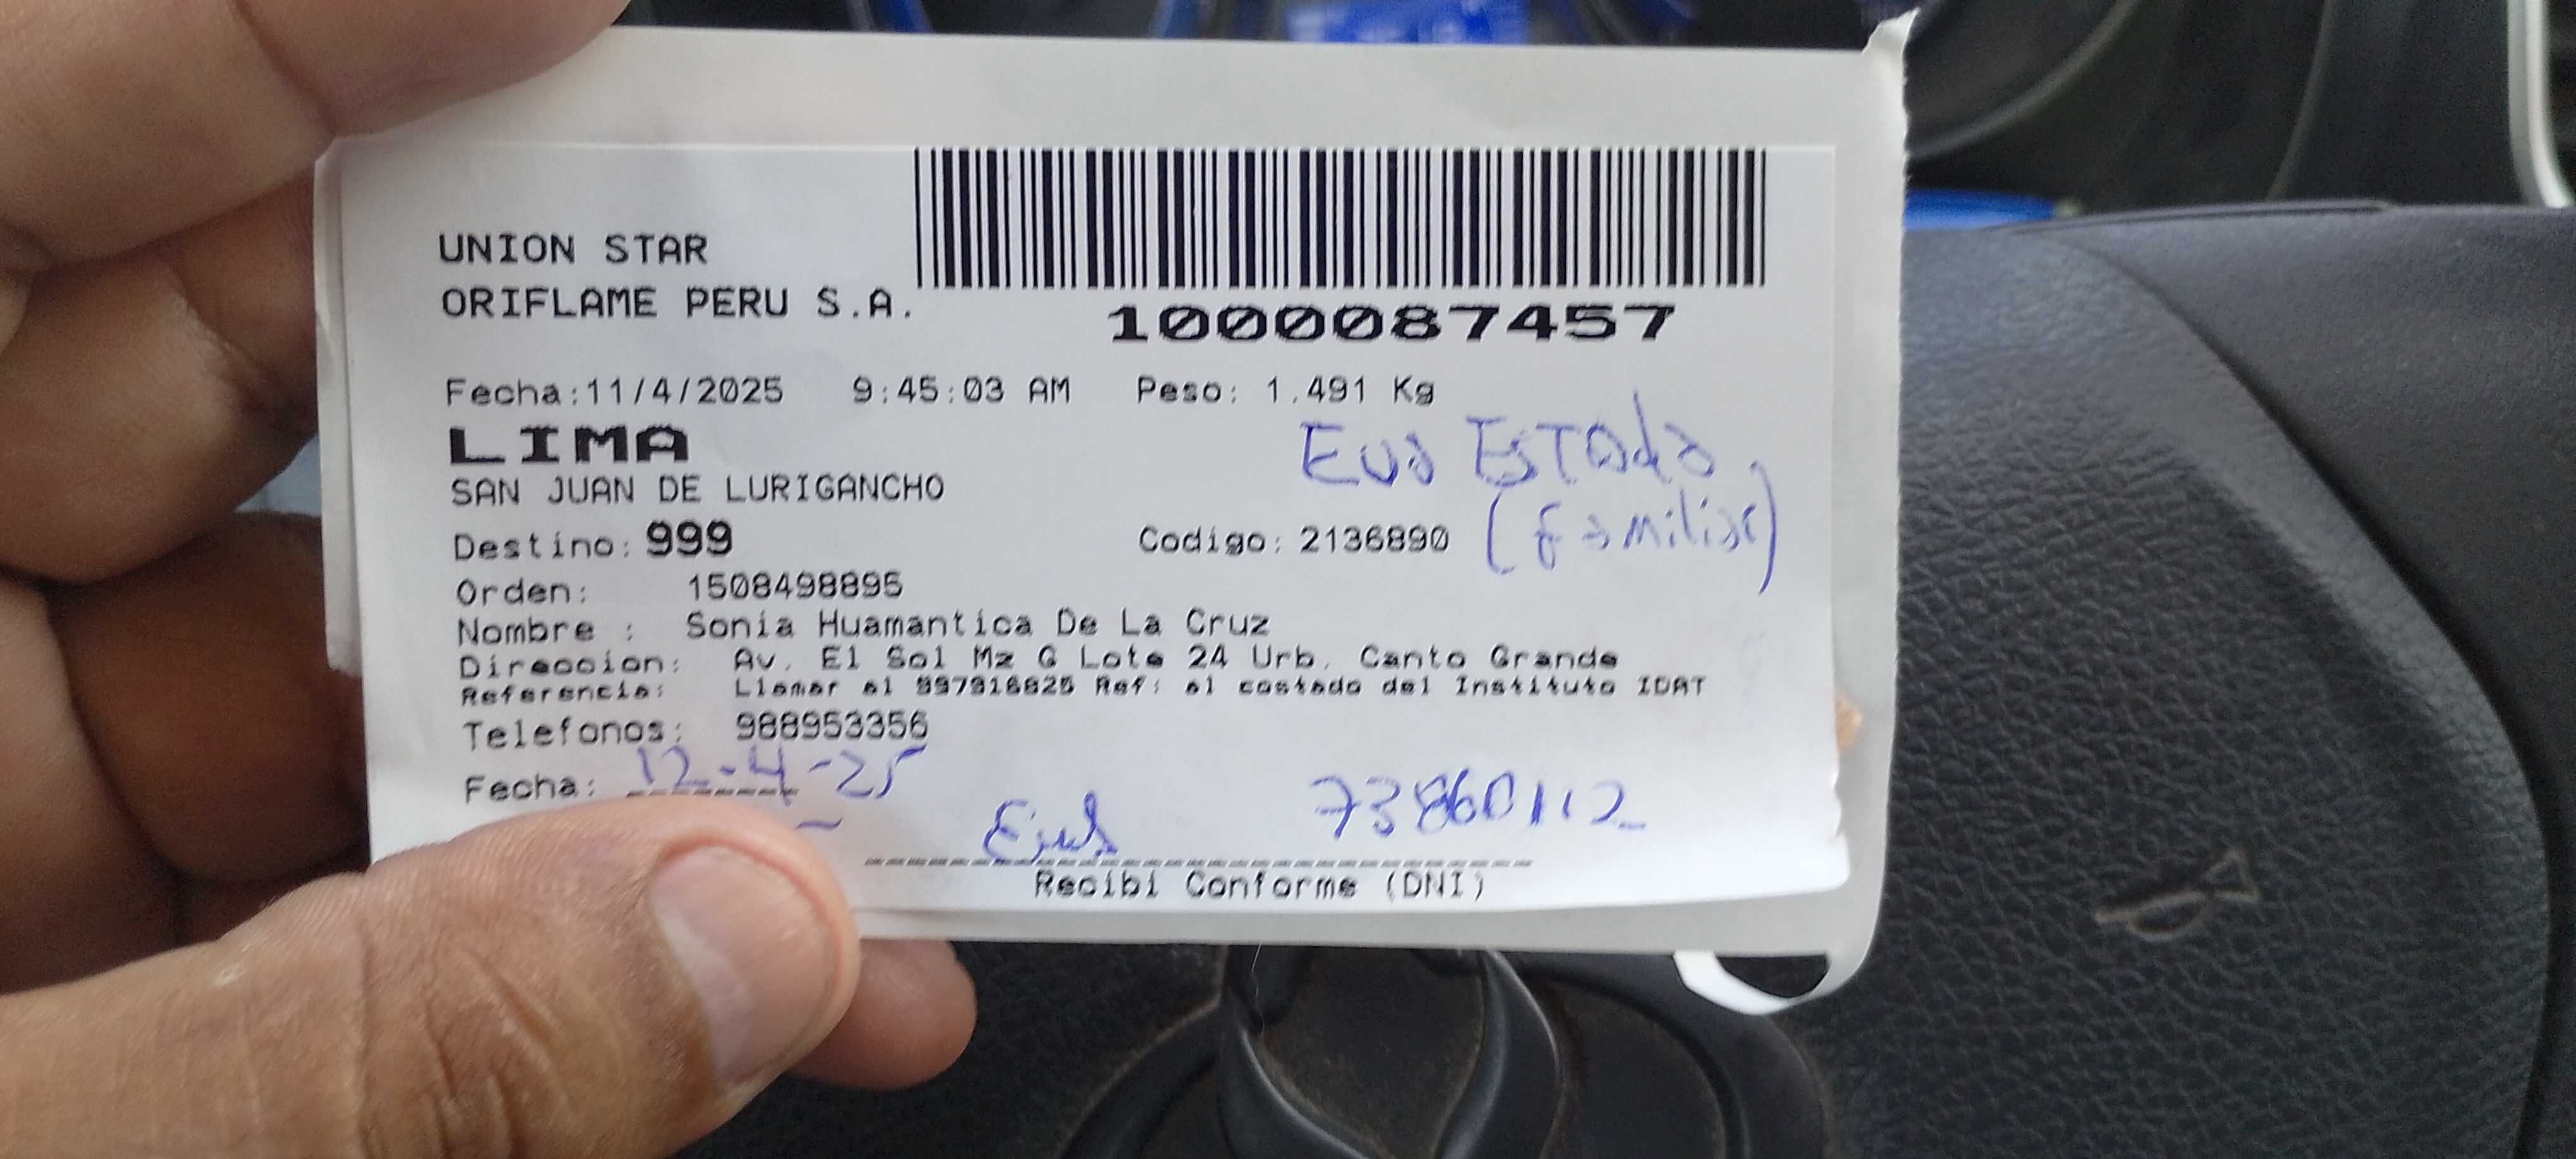 UNION STAR
ORIFLAME PERU S.A.
1000087457
Fecha:11/4/2025 9:45:03 AM Peso: 1.491 Kg
LIMA
Eva Estada
SAN JUAN DE LURIGANCHO
(familiar)
Destino: 999 Codigo: 2136890
Orden: 1508498895
Nombre : Sonia Huamantica De La Cruz
Direccion: Av. El Sol Mz G Lote 24 Urb. Canto Grande
Referencia: Llamar al 997916825 Ref: al costado del Instituto IDAT
Telefonos: 988953356
Fecha: 12-4-25
73860112
Recibi Conforme (DNI)